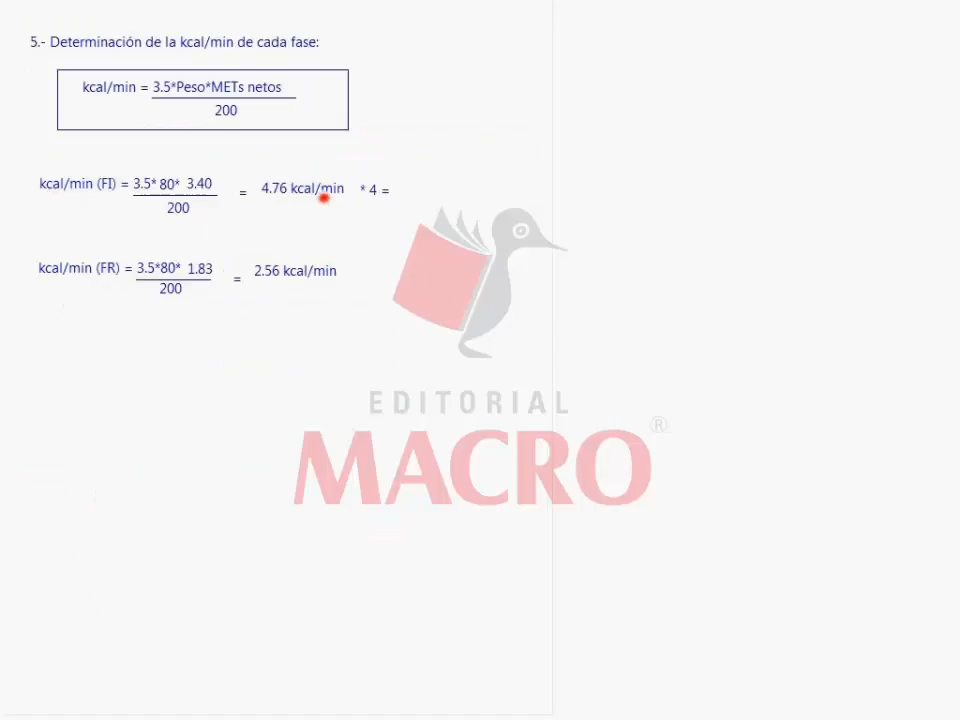 5.- Determinación de la kcal/min de cada fase:
kcal/min = 3.5*Peso*METs netos
200
kcal/min (FI) = 3.5* 80* 3.40
200
= 4.76 kcal/min * 4 =
kcal/min (FR) = 3.5*80* 1.83
200
= 2.56 kcal/min
EDITORIAL
MACRO®